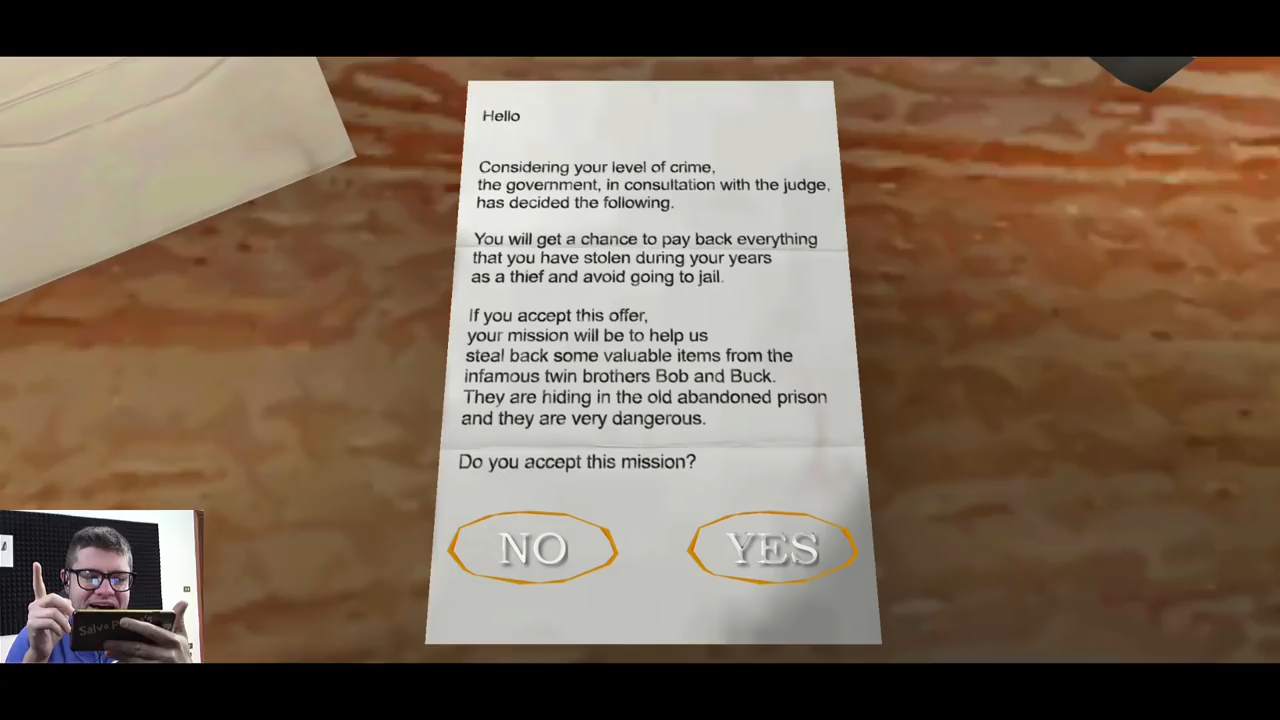 Hello
Considering your level of crime,
the government, in consultation with the judge,
has decided the following.
You will get a chance to pay back everything
that you have stolen during your years
as a thief and avoid going to jail.
If you accept this offer,
your mission will be to help us
steal back some valuable items from the
infamous twin brothers Bob and Buck.
They are hiding in the old abandoned prison
and they are very dangerous.
Do you accept this mission?
NO YES
Salvo